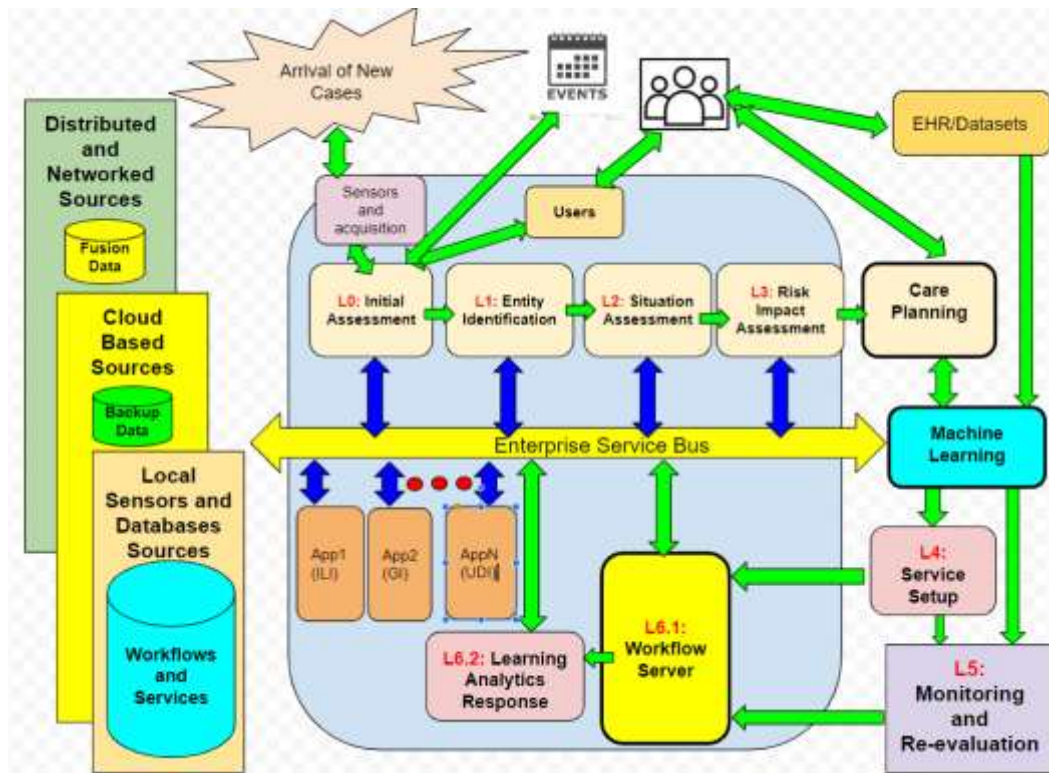 Arrival of New
Cases
EVENTS
EHR/Datasets
Distributed
and
Networked
Sources
Fusion
Data
Cloud
Based
Sources
Backup
Data
Local
Sensors and
Databases
Sources
Workflows
and
Services
Sensors
and
acquisition
Users
L0: Initial
Assessment
L1: Entity
Identification
L2: Situation
Assessment
L3: Risk
Impact
Assessment
Care
Planning
Enterprise Service Bus
Machine
Learning
App1
(ILI)
App2
(GI)
AppN
(UDI)
L4:
Service
Setup
L6.1:
Workflow
Server
L6.2: Learning
Analytics
Response
L5:
Monitoring
and
Re-evaluation